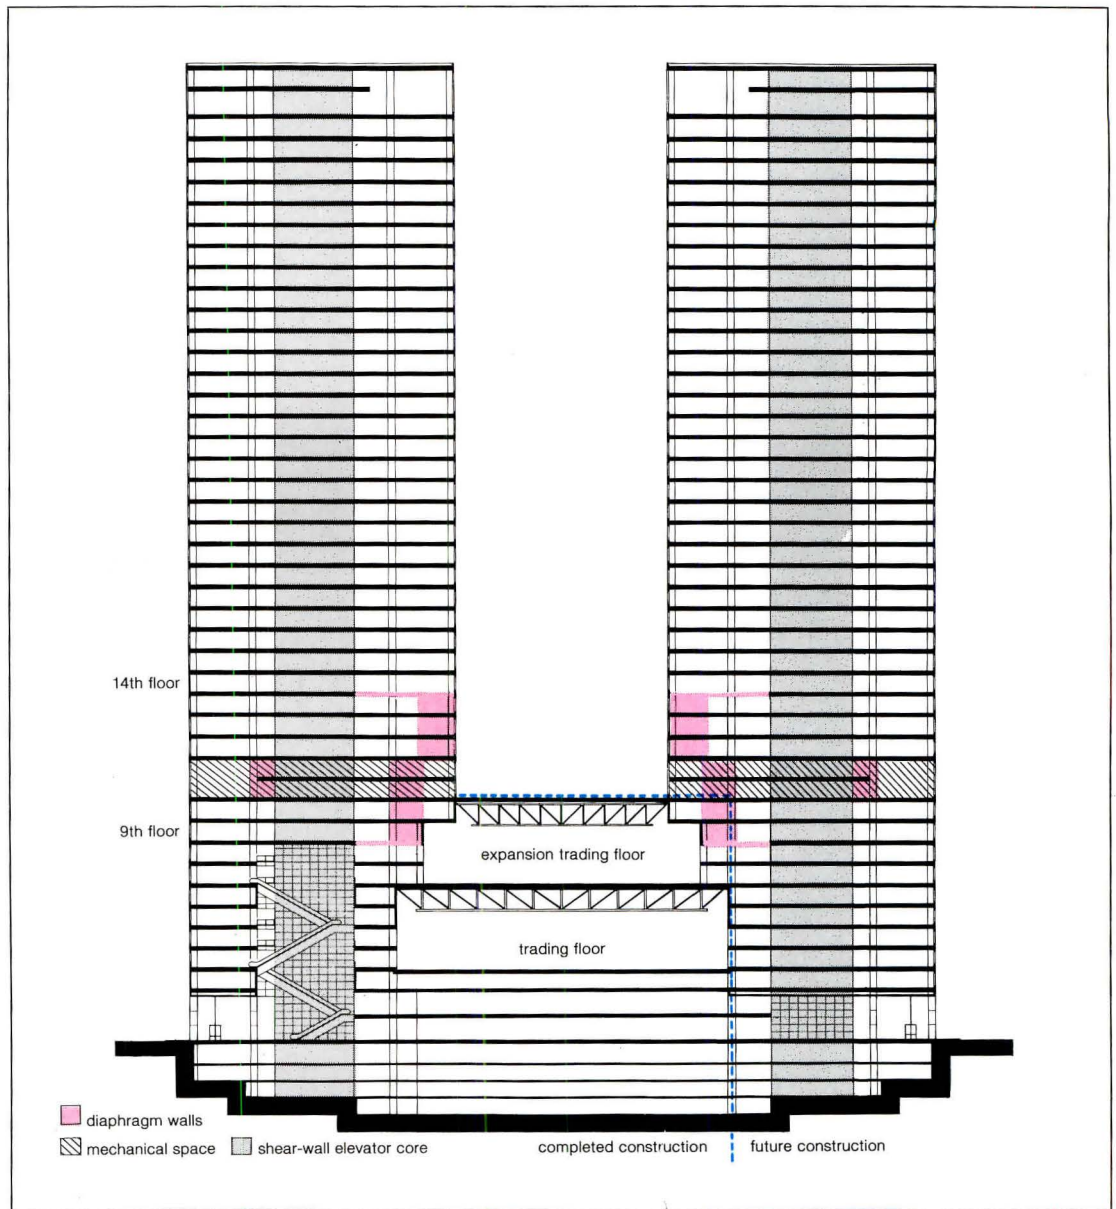 14th floor
9th floor
expansion trading floor
trading floor
diaphragm walls
mechanical space
shear-wall elevator core
completed construction
future construction